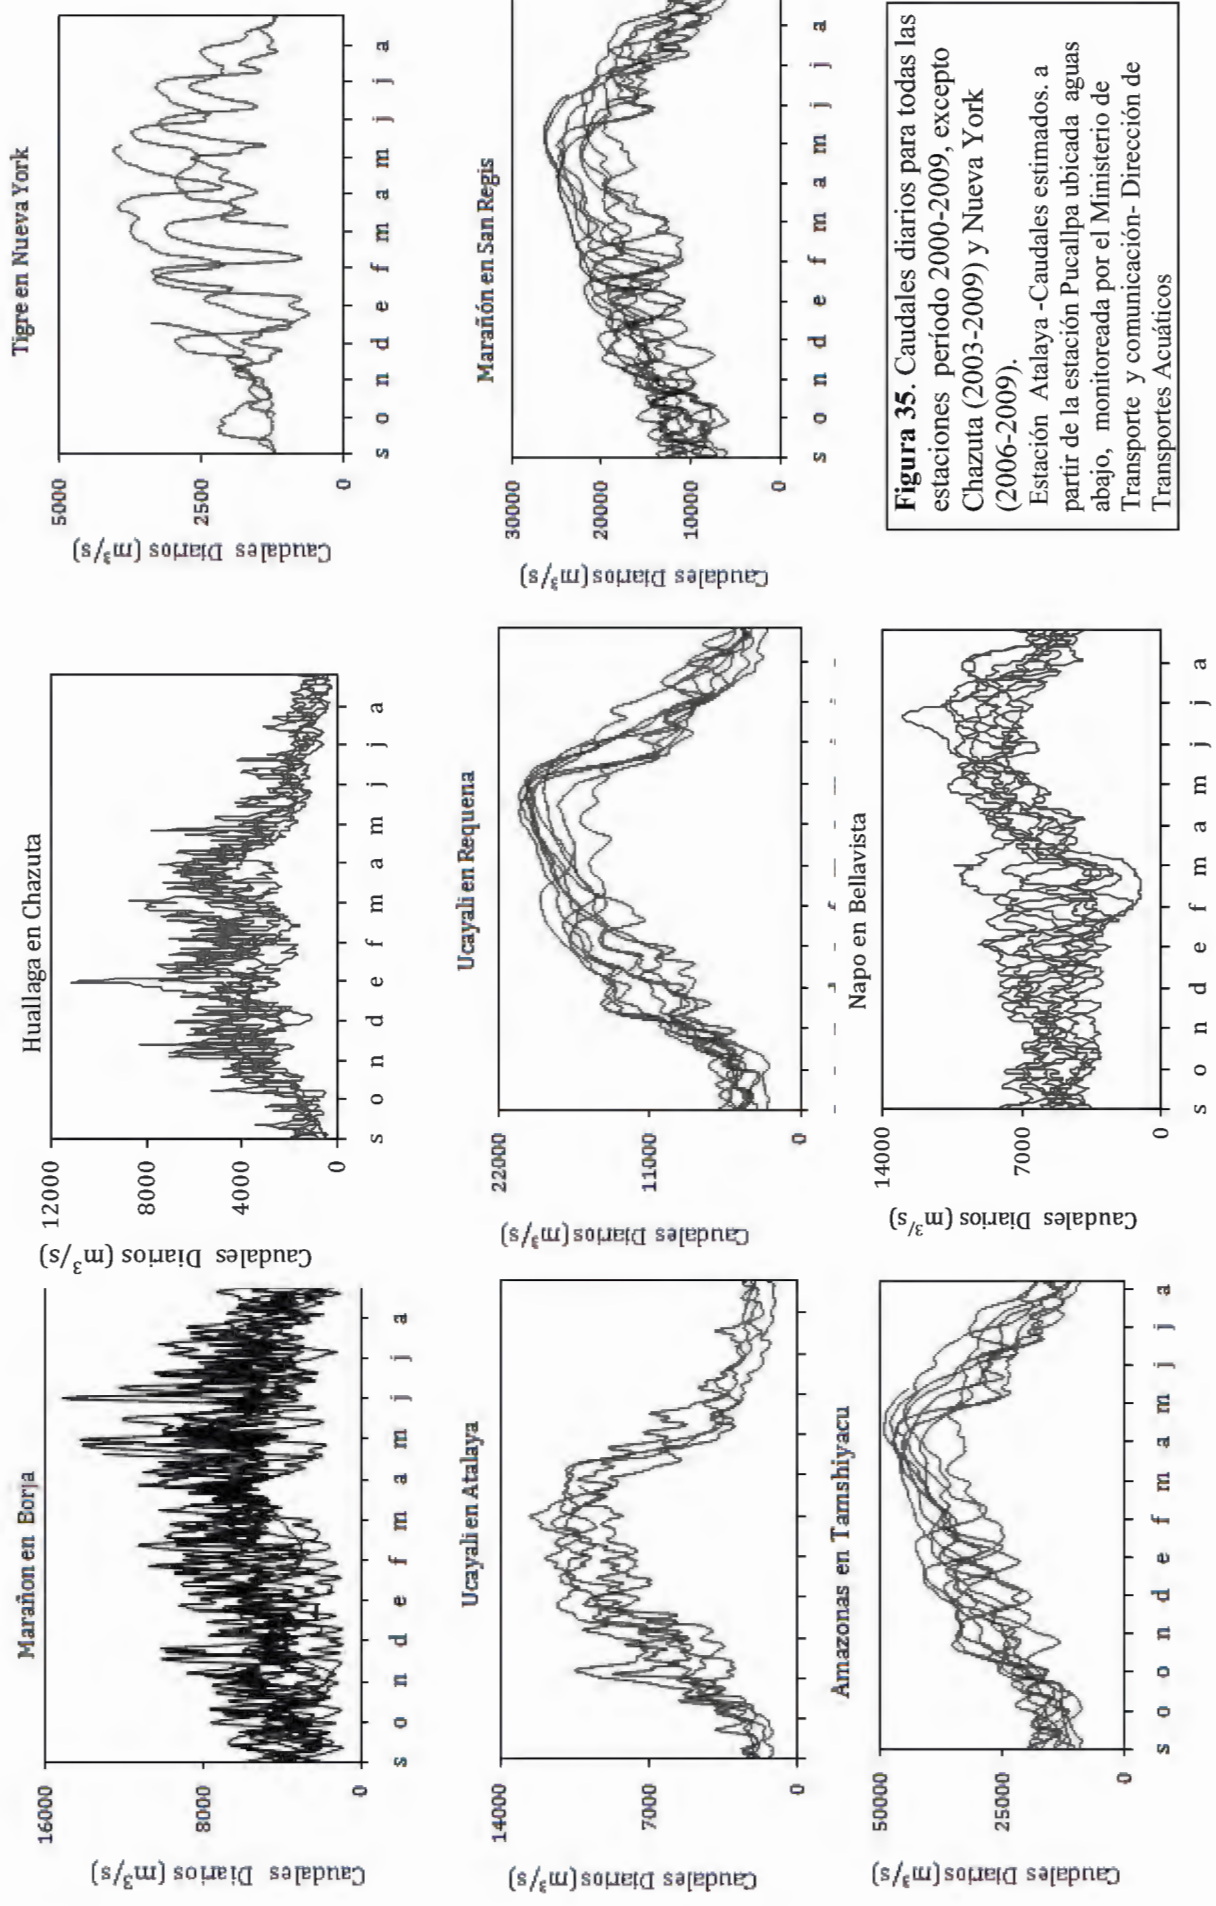 Marañon en Borja
Caudales Diarios (m³/s)
16000
8000
0
s o n d e f m a m j j a
Huallaga en Chazuta
Caudales Diarios (m³/s)
12000
8000
4000
0
s o n d e f m a m j j a
Tigre en Nueva York
Caudales Diarios (m³/s)
5000
2500
0
s o n d e f m a m j j a
Ucayali en Atalaya
Caudales Diarios (m³/s)
14000
7000
0
Ucayali en Requena
Caudales Diarios (m³/s)
22000
11000
0
Marañón en San Regis
Caudales Diarios (m³/s)
30000
20000
10000
0
s o n d e f m a m j j a
Amazonas en Tamshiyacu
Caudales Diarios (m³/s)
50000
25000
0
s o o n d e f m a m j j a
Napo en Bellavista
Caudales Diarios (m³/s)
14000
7000
0
s o n d e f m a m j j a
Figura 35. Caudales diarios para todas las
estaciones período 2000-2009, excepto
Chazuta (2003-2009) y Nueva York
(2006-2009).
Estación Atalaya -Caudales estimados. a
partir de la estación Pucallpa ubicada aguas
abajo, monitoreada por el Ministerio de
Transporte y comunicación- Dirección de
Transportes Acuáticos